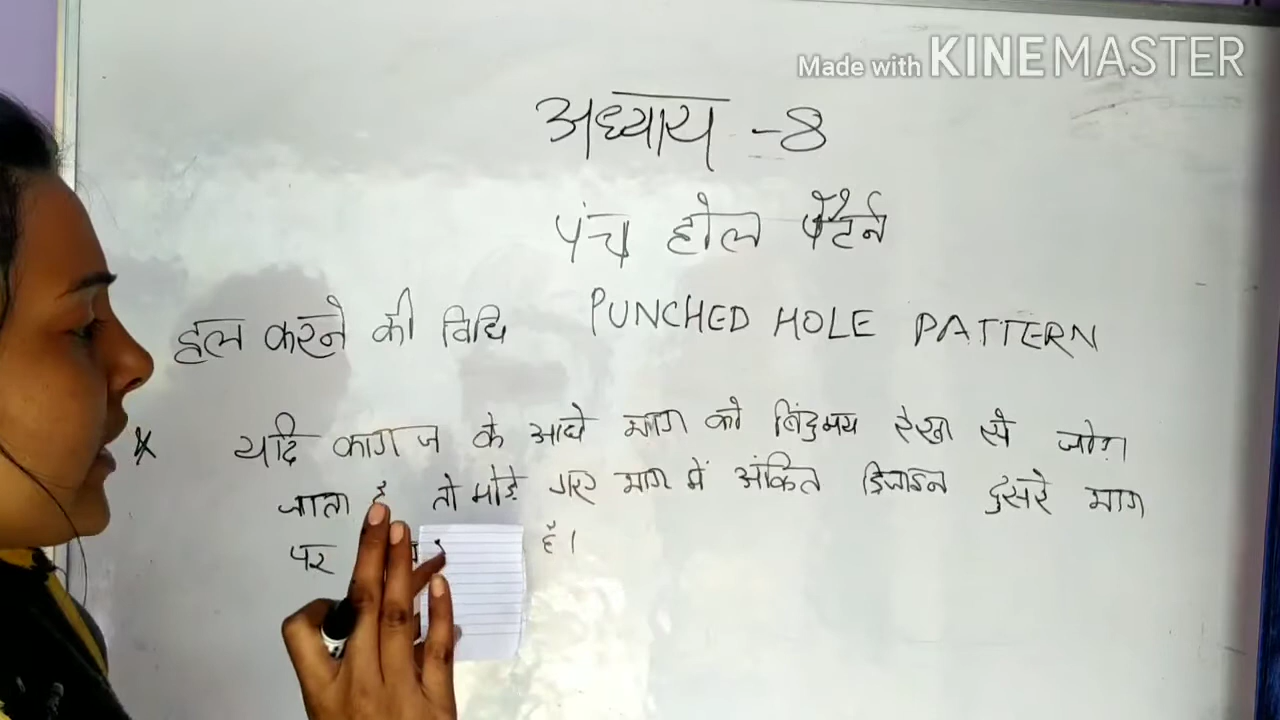 Made with KINEMASTER
अध्याय -8
पंच होल पैटर्न
हल करने की विधि PUNCHED HOLE PATTERN
* यदि कागज के आधे भाग को बिंदुमय रेखा से जोड़ा
जाता है तो मोड़े गए भाग में अंकित डिजाइन दुसरे भाग
पर हैं।